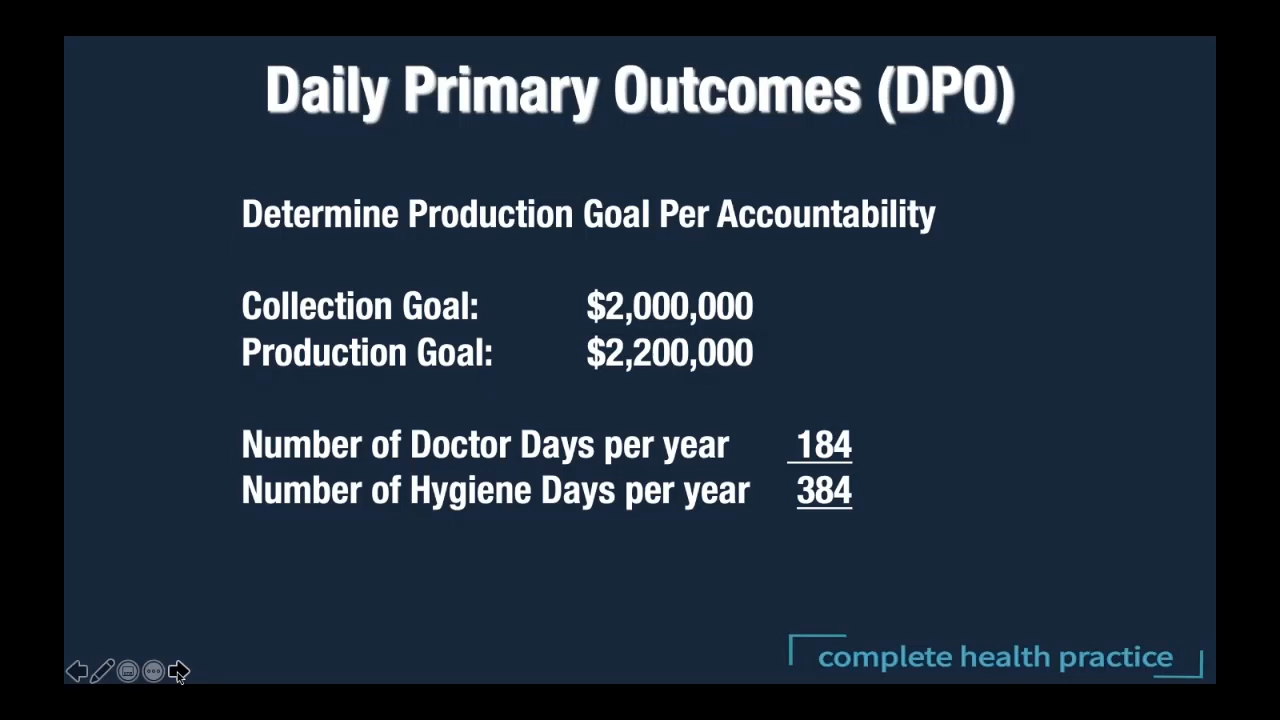 Daily Primary Outcomes (DPO)
Determine Production Goal Per Accountability
Collection Goal: $2,000,000
Production Goal: $2,200,000
Number of Doctor Days per year 184
Number of Hygiene Days per year 384
complete health practice